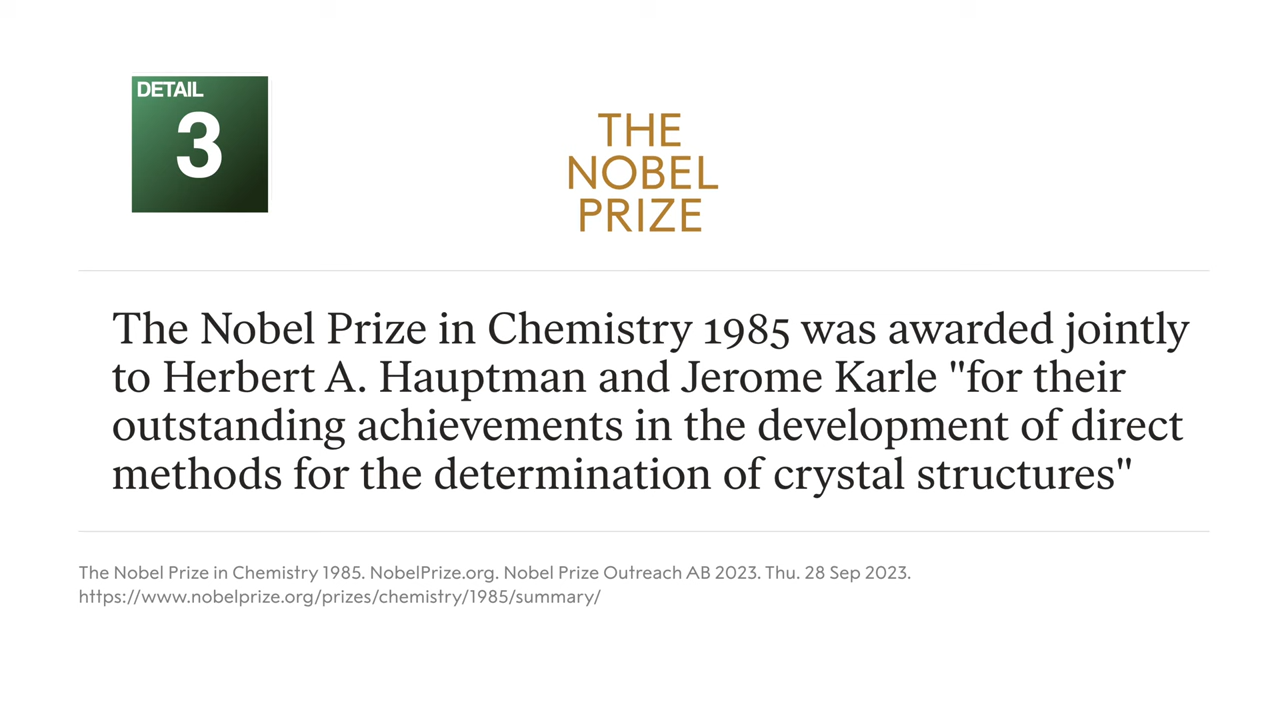 DETAIL
3
THE
NOBEL
PRIZE
The Nobel Prize in Chemistry 1985 was awarded jointly
to Herbert A. Hauptman and Jerome Karle "for their
outstanding achievements in the development of direct
methods for the determination of crystal structures"
The Nobel Prize in Chemistry 1985. NobelPrize.org. Nobel Prize Outreach AB 2023. Thu. 28 Sep 2023.
https://www.nobelprize.org/prizes/chemistry/1985/summary/